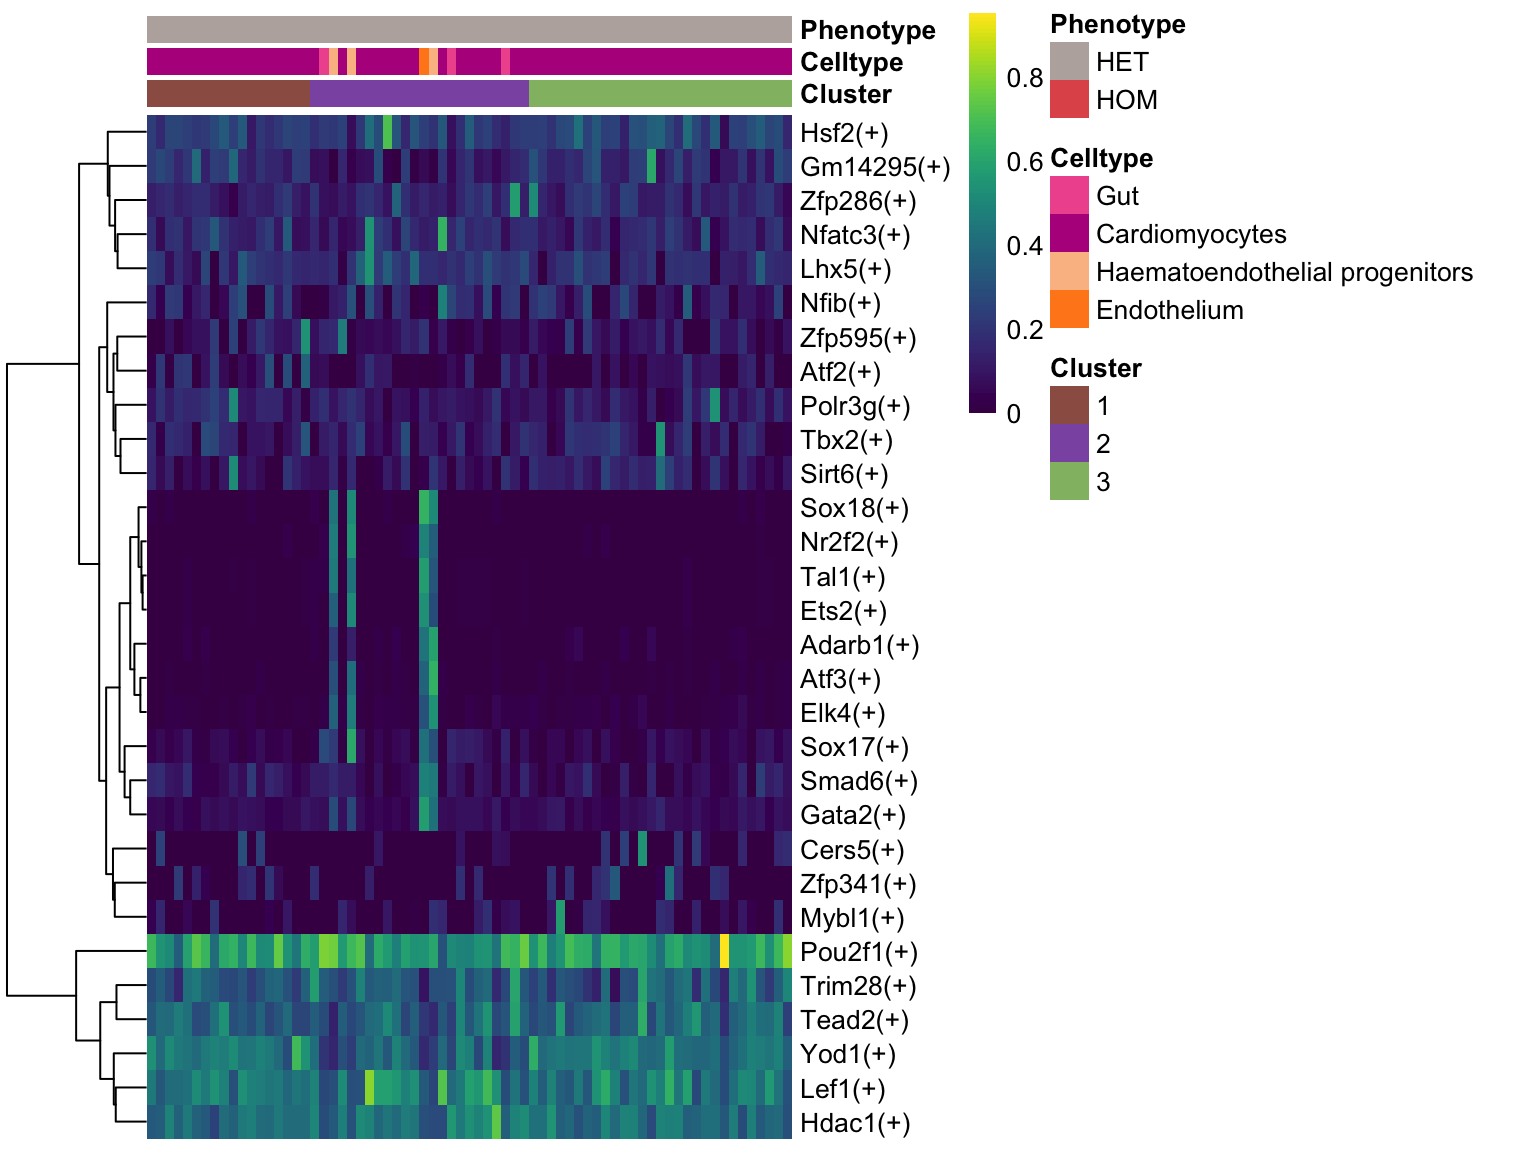 Phenotype
Celltype
Cluster
Hsf2(+)
Gm14295(+)
Zfp286(+)
Nfatc3(+)
Lhx5(+)
Nfib(+)
Zfp595(+)
Atf2(+)
Polr3g(+)
Tbx2(+)
Sirt6(+)
Sox18(+)
Nr2f2(+)
Tal1(+)
Ets2(+)
Adarb1(+)
Atf3(+)
Elk4(+)
Sox17(+)
Smad6(+)
Gata2(+)
Cers5(+)
Zfp341(+)
Mybl1(+)
Pou2f1(+)
Trim28(+)
Tead2(+)
Yod1(+)
Lef1(+)
Hdac1(+)
0.8
0.6
0.4
0.2
0
Phenotype
HET
HOM
Celltype
Gut
Cardiomyocytes
Haematoendothelial progenitors
Endothelium
Cluster
1
2
3